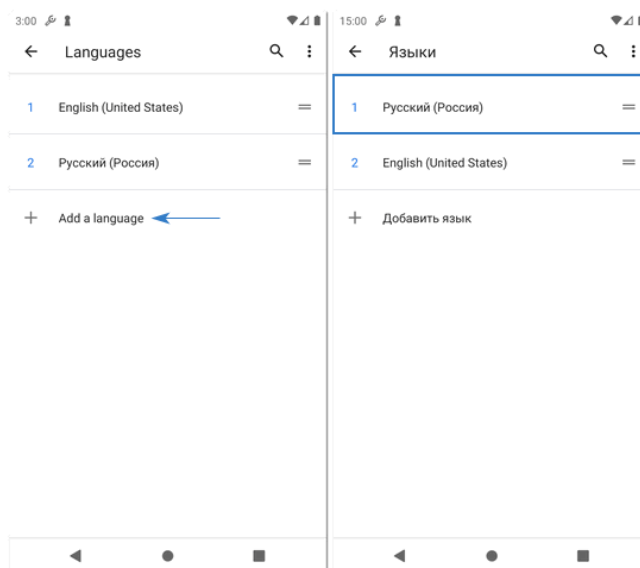 3:00
Languages
1 English (United States)
2 Русский (Россия)
Add a language
15:00
Языки
1 Русский (Россия)
2 English (United States)
Добавить язык